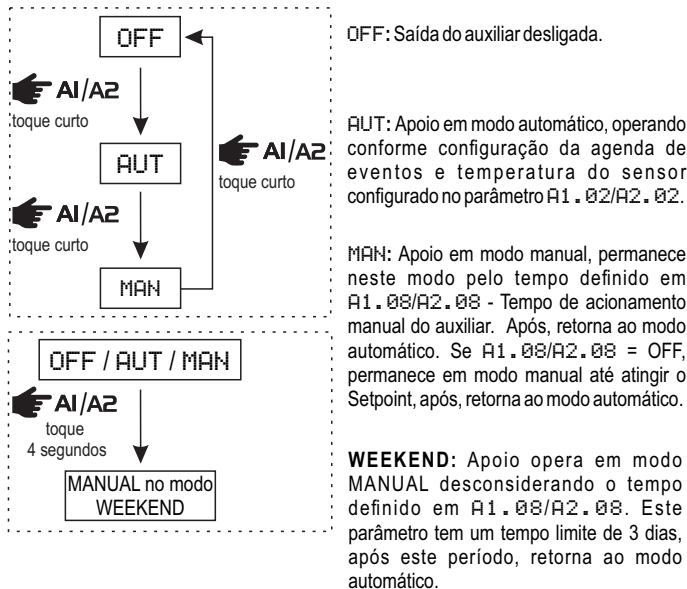 OFF
A1/A2
toque curto
AUT
A1/A2
toque curto
A1/A2
toque curto
MAN
OFF / AUT / MAN
A1/A2
toque
4 segundos
MANUAL no modo
WEEKEND
OFF: Saída do auxiliar desligada.
AUT: Apoio em modo automático, operando
conforme configuração da agenda de
eventos e temperatura do sensor
configurado no parâmetro A1.02/A2.02.
MAN: Apoio em modo manual, permanece
neste modo pelo tempo definido em
A1.08/A2.08 - Tempo de acionamento
manual do auxiliar. Após, retorna ao modo
automático. Se A1.08/A2.08 = OFF,
permanece em modo manual até atingir o
Setpoint, após, retorna ao modo automático.
WEEKEND: Apoio opera em modo
MANUAL desconsiderando o tempo
definido em A1.08/A2.08. Este
parâmetro tem um tempo limite de 3 dias,
após este período, retorna ao modo
automático.